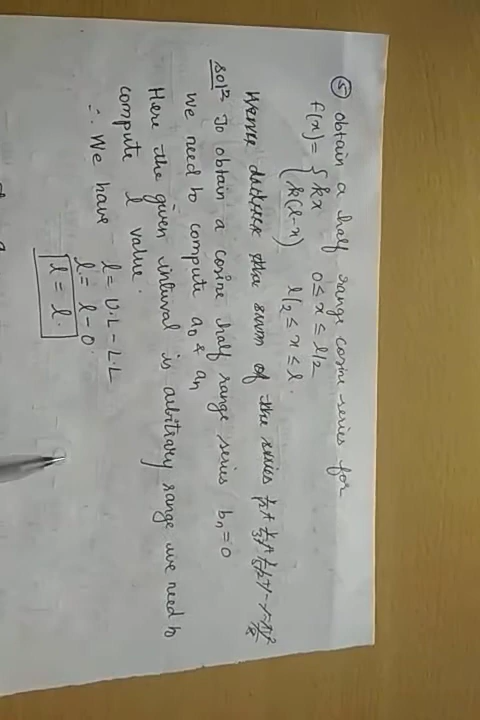 ⑤ obtain a half range cosine series for
f(x) = { kx 0 ≤ x ≤ l/2
k(l-x) l/2 ≤ x ≤ l.
Hence deduce the sum of the series
sol? To obtain a cosine half range series bn = 0
we need to compute a0 & an
Here the given interval is arbitrary range we need to
compute l value.
∴ We have l = U.L - L.L
l = l - 0
l = l.